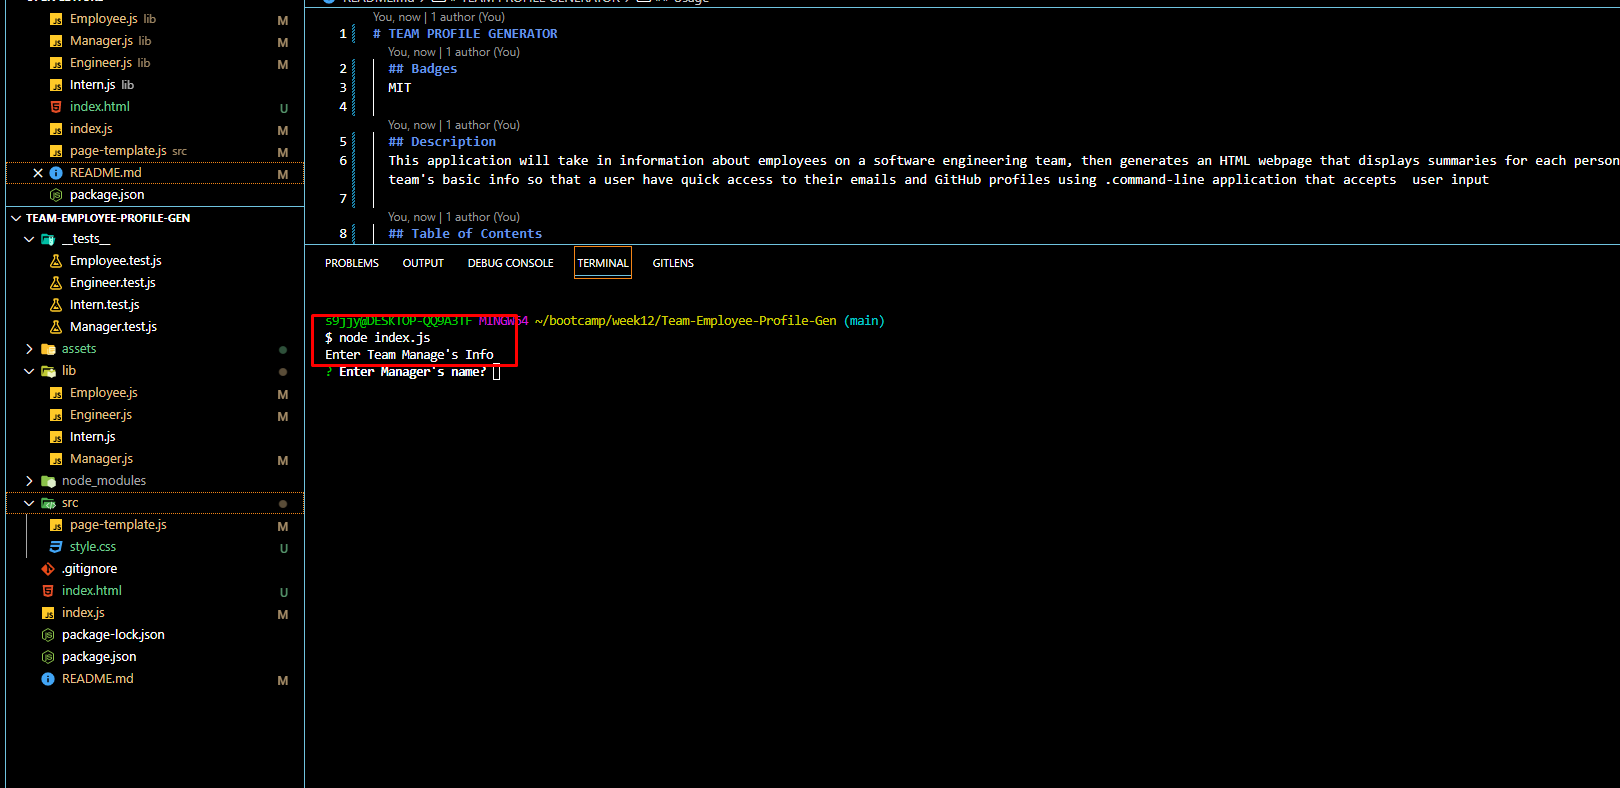 Employee.js lib M
Manager.js lib M
Engineer.js lib M
Intern.js lib
index.html U
index.js M
page-template.js src M
README.md M
package.json
TEAM-EMPLOYEE-PROFILE-GEN
__tests__
Employee.test.js
Engineer.test.js
Intern.test.js
Manager.test.js
assets
lib
Employee.js M
Engineer.js M
Intern.js
Manager.js M
node_modules
src
page-template.js M
style.css U
.gitignore
index.html U
index.js M
package-lock.json
package.json
README.md M
You, now | 1 author (You)
1 # TEAM PROFILE GENERATOR
You, now | 1 author (You)
2 ## Badges
3 MIT
4
You, now | 1 author (You)
5 ## Description
6 This application will take in information about employees on a software engineering team, then generates an HTML webpage that displays summaries for each person
team's basic info so that a user have quick access to their emails and GitHub profiles using .command-line application that accepts  user input
7
You, now | 1 author (You)
8 ## Table of Contents
PROBLEMS OUTPUT DEBUG CONSOLE TERMINAL GITLENS
s9jjy@DESKTOP-QQ9A31F MINGW64 ~/bootcamp/week12/Team-Employee-Profile-Gen (main)
$ node index.js
Enter Team Manage's Info
? Enter Manager's name?